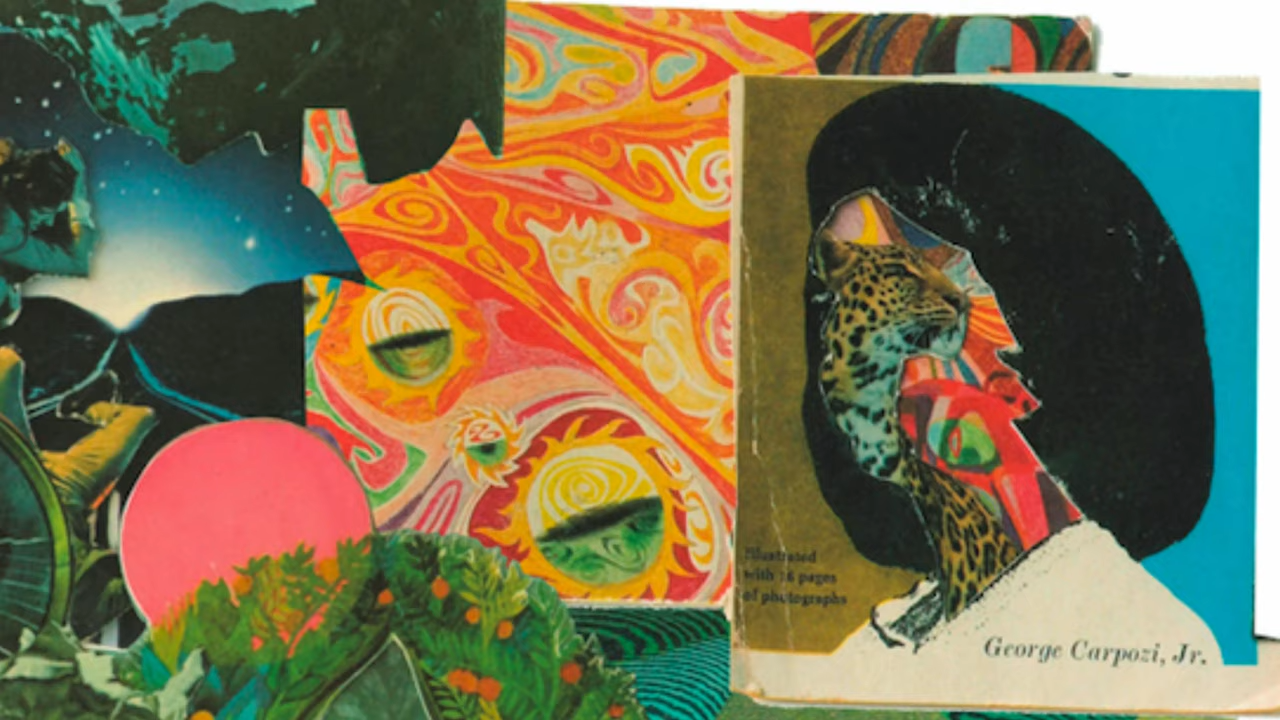 Illustrated
with 16 pages
of photographs
George Carpozi, Jr.